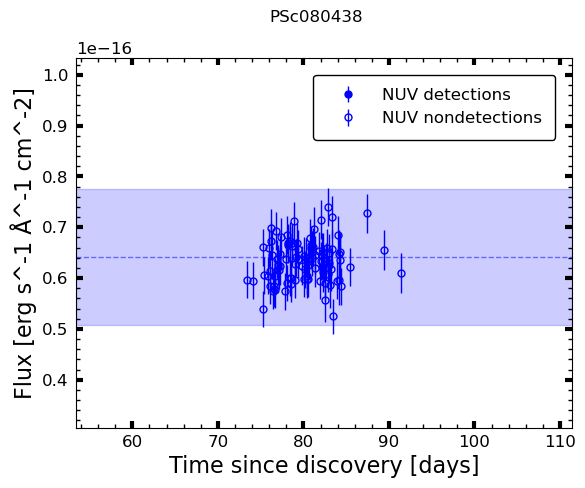 PSc080438
1e−16
1.0
0.9
0.8
0.7
0.6
0.5
0.4
NUV detections
NUV nondetections
Flux [erg s^-1 Å^-1 cm^-2]
60 70 80 90 100 110
Time since discovery [days]